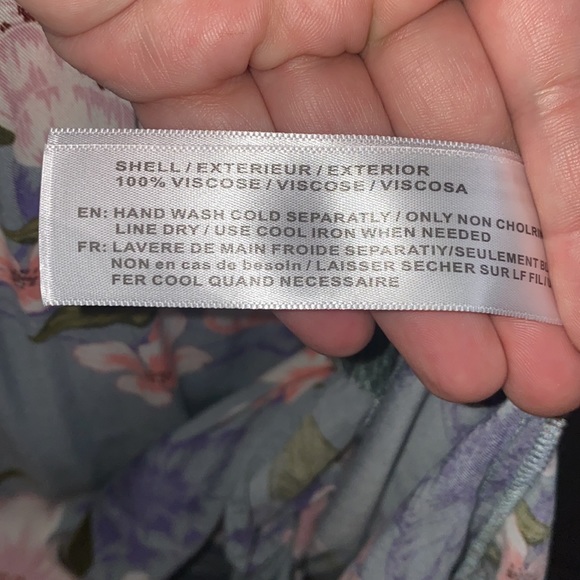 SHELL / EXTERIEUR / EXTERIOR
100% VISCOSE / VISCOSE / VISCOSA
EN: HAND WASH COLD SEPARATLY / ONLY NON
LINE DRY / USE COOL IRON WHEN NEEDED
FR: LAVERE DE MAIN FROIDE SEPARATIY/SEULEMENT
NON en cas de besoin / LAISSER SECHER SUR LF
FER COOL QUAND NECESSAIRE